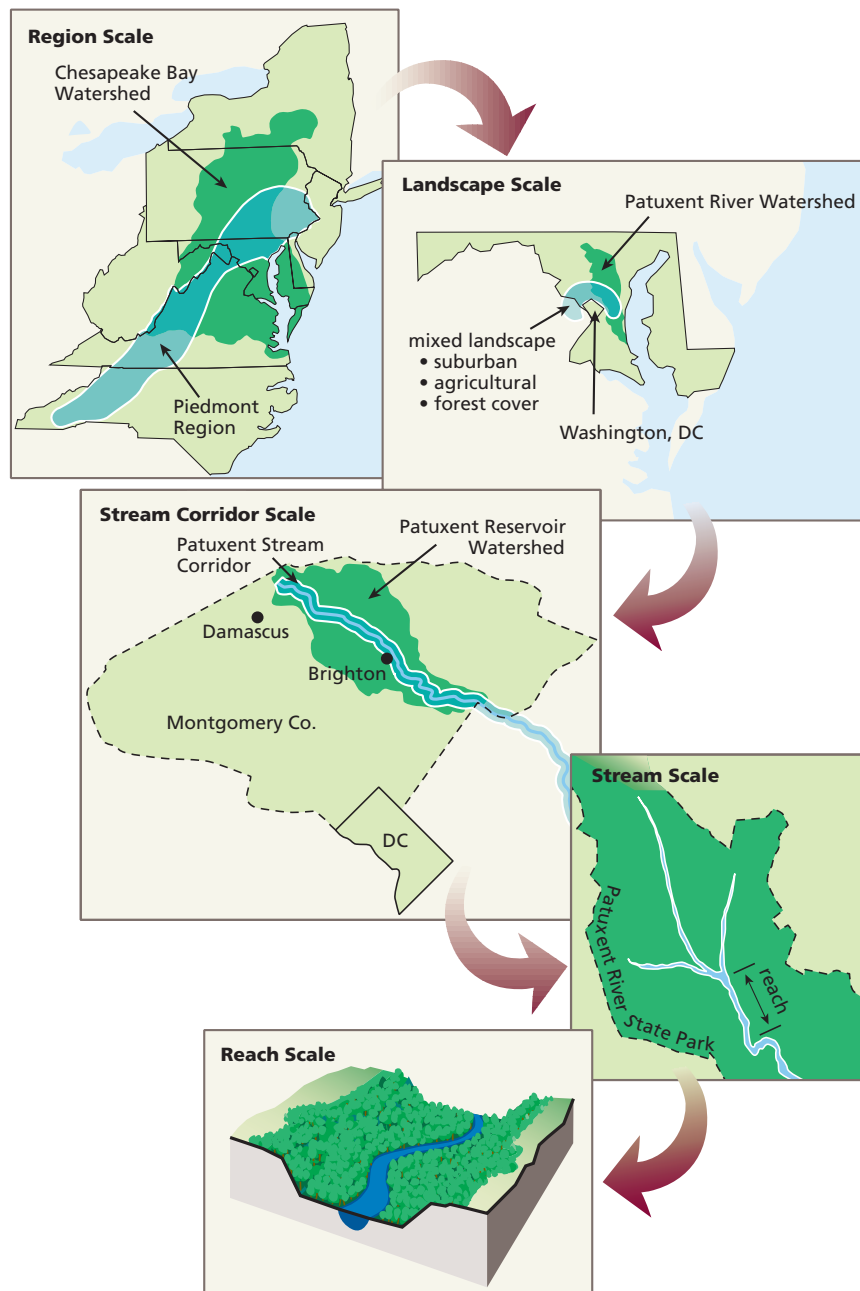 Region Scale
Chesapeake Bay
Watershed
Piedmont
Region
Landscape Scale
Patuxent River Watershed
mixed landscape
• suburban
• agricultural
• forest cover
Washington, DC
Stream Corridor Scale
Patuxent Stream
Corridor
Patuxent Reservoir
Watershed
Damascus
Brighton
Montgomery Co.
DC
Stream Scale
Patuxent River State Park
reach
Reach Scale